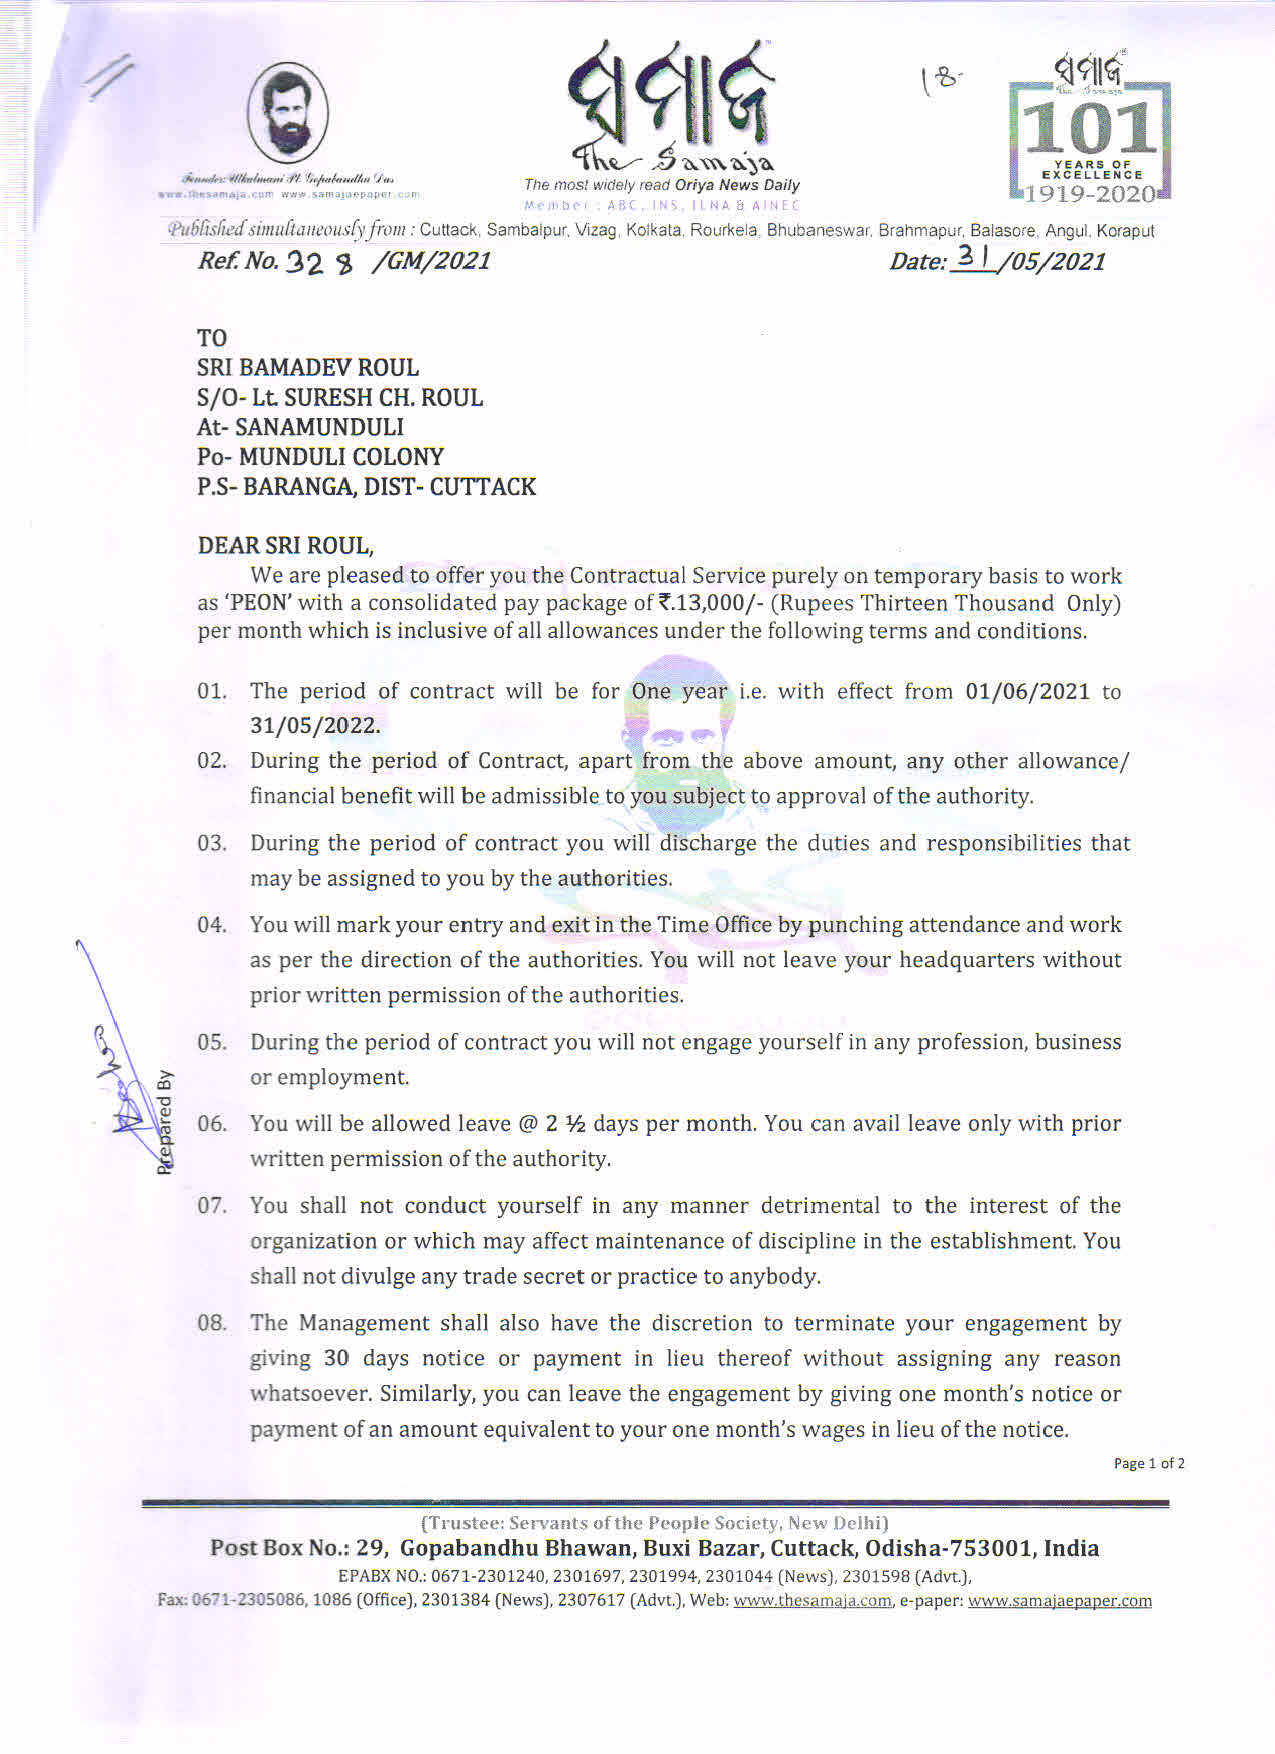 ସମାଜ
The Samaja
The most widely read Oriya News Daily
Member : ABC, INS, ILNA & AINEC
Founder: Utkalmani Pt. Gopabandhu Das
www.thesamaja.com www.samajaepaper.com
18-
ସମାଜ
The Samaja
101
YEARS OF
EXCELLENCE
1919-2020
Published simultaneously from : Cuttack, Sambalpur, Vizag, Kolkata, Rourkela, Bhubaneswar, Brahmapur, Balasore, Angul, Koraput
Ref. No. 328 /GM/2021
Date: 31/05/2021
TO
SRI BAMADEV ROUL
S/O- Lt. SURESH CH. ROUL
At- SANAMUNDULI
Po- MUNDULI COLONY
P.S- BARANGA, DIST- CUTTACK
DEAR SRI ROUL,
We are pleased to offer you the Contractual Service purely on temporary basis to work
as ‘PEON’ with a consolidated pay package of ₹.13,000/- (Rupees Thirteen Thousand Only)
per month which is inclusive of all allowances under the following terms and conditions.
01. The period of contract will be for One year i.e. with effect from 01/06/2021 to
31/05/2022.
02. During the period of Contract, apart from the above amount, any other allowance/
financial benefit will be admissible to you subject to approval of the authority.
03. During the period of contract you will discharge the duties and responsibilities that
may be assigned to you by the authorities.
04. You will mark your entry and exit in the Time Office by punching attendance and work
as per the direction of the authorities. You will not leave your headquarters without
prior written permission of the authorities.
05. During the period of contract you will not engage yourself in any profession, business
or employment.
06. You will be allowed leave @ 2 ½ days per month. You can avail leave only with prior
written permission of the authority.
07. You shall not conduct yourself in any manner detrimental to the interest of the
organization or which may affect maintenance of discipline in the establishment. You
shall not divulge any trade secret or practice to anybody.
08. The Management shall also have the discretion to terminate your engagement by
giving 30 days notice or payment in lieu thereof without assigning any reason
whatsoever. Similarly, you can leave the engagement by giving one month's notice or
payment of an amount equivalent to your one month's wages in lieu of the notice.
Prepared By
Page 1 of 2
(Trustee: Servants of the People Society, New Delhi)
Post Box No.: 29, Gopabandhu Bhawan, Buxi Bazar, Cuttack, Odisha-753001, India
EPABX NO.: 0671-2301240, 2301697, 2301994, 2301044 (News), 2301598 (Advt.),
Fax: 0671-2305086, 1086 (Office), 2301384 (News), 2307617 (Advt.), Web: www.thesamaja.com, e-paper: www.samajaepaper.com